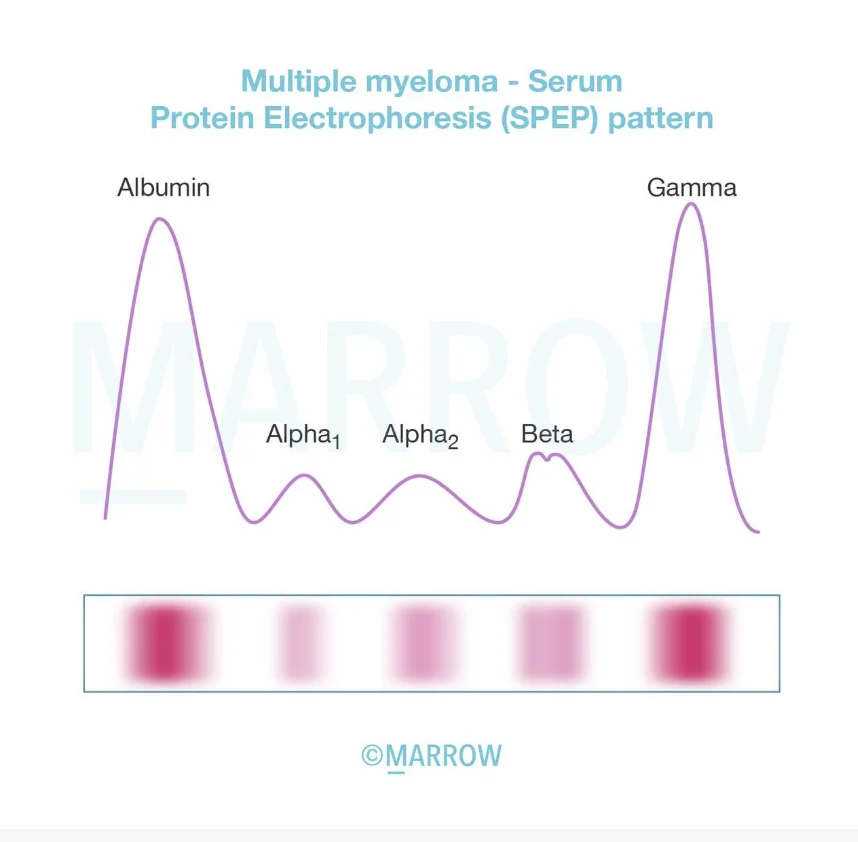 Multiple myeloma - Serum
Protein Electrophoresis (SPEP) pattern
Albumin
Gamma
Alpha₁
Alpha₂
Beta
MARROW
©MARROW